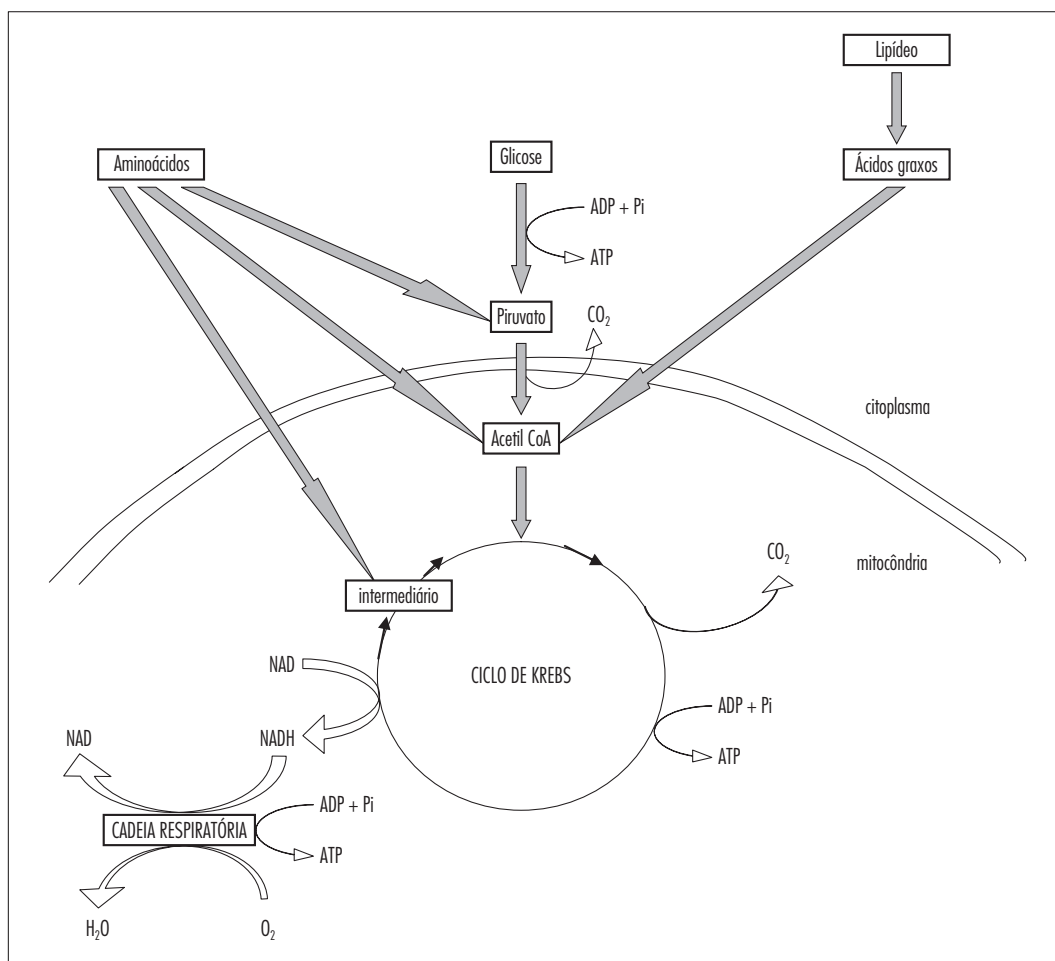 Lipídeo
Aminoácidos
Glicose
Ácidos graxos
ADP + Pi
ATP
Piruvato
CO₂
citoplasma
Acetil CoA
CO₂
mitocôndria
intermediário
NAD
CICLO DE KREBS
ADP + Pi
NAD
NADH
ATP
ADP + Pi
CADEIA RESPIRATÓRIA
ATP
H₂O
O₂